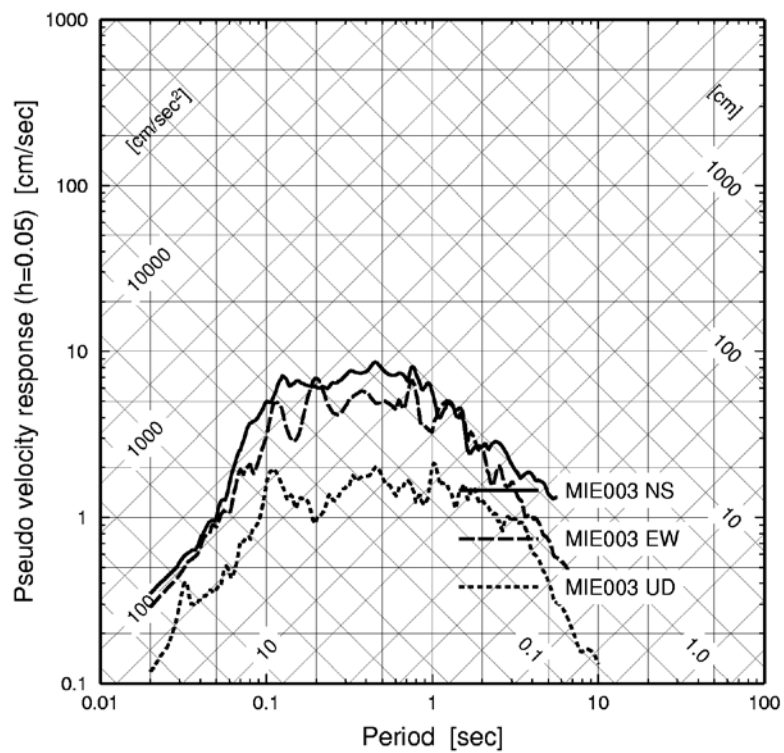 1000
[cm/sec²]
[cm]
1000
100
10000
10
100
1000
MIE003 NS
1
10
MIE003 EW
100
MIE003 UD
10
0.1
1.0
0.1
0.01
0.1
1
10
100
Period [sec]
Pseudo velocity response (h=0.05) [cm/sec]